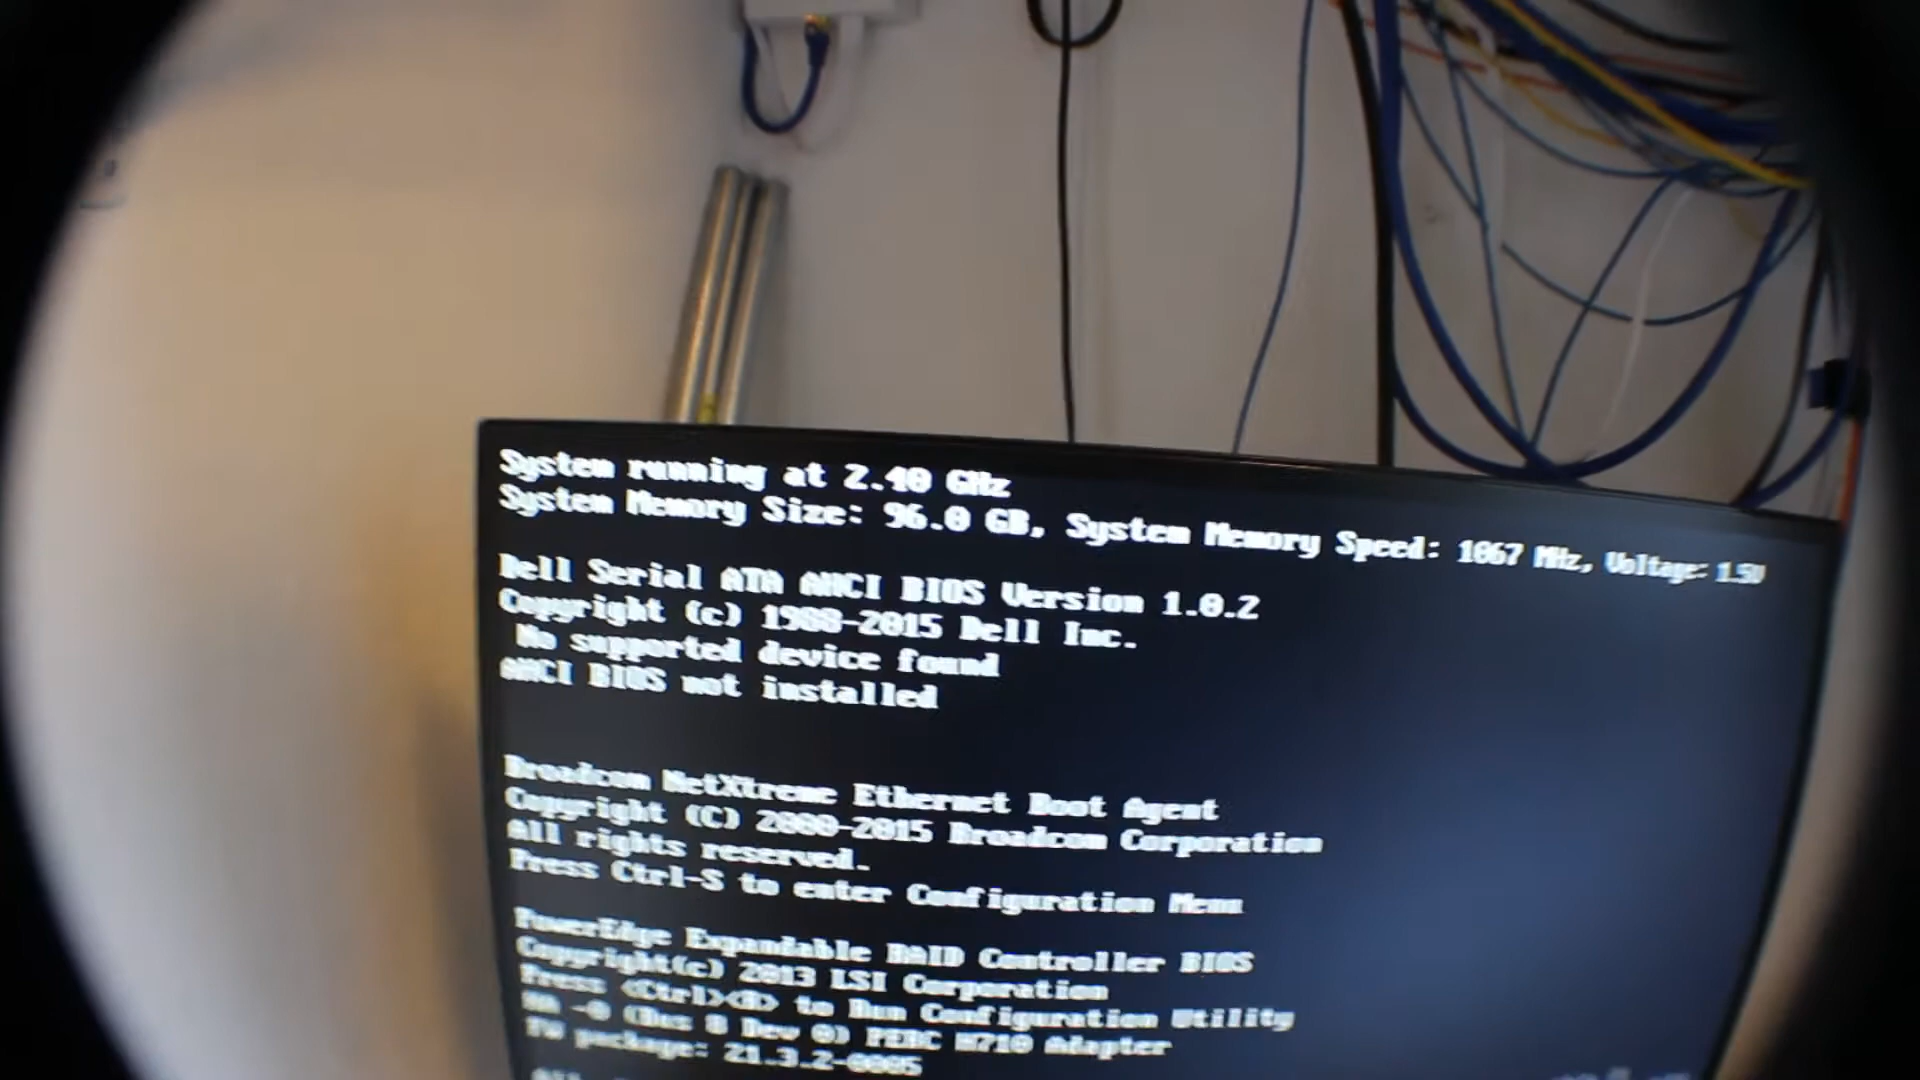 System running at 2.40 GHz
System Memory Size: 96.0 GB, System Memory Speed: 1067 MHz, Voltage: 1.5V
Dell Serial ATA AHCI BIOS Version 1.0.2
Copyright (c) 1988-2015 Dell Inc.
No supported device found
AHCI BIOS not installed
Broadcom NetXtreme Ethernet Boot Agent
Copyright (C) 2000-2015 Broadcom Corporation
All rights reserved.
Press Ctrl-S to enter Configuration Menu
PowerEdge Expandable RAID Controller BIOS
Copyright(c) 2013 LSI Corporation
Press <Ctrl><R> to Run Configuration Utility
HA -0 (Bus 8 Dev 0) PERC H710 Adapter
FW package: 21.3.2-0005